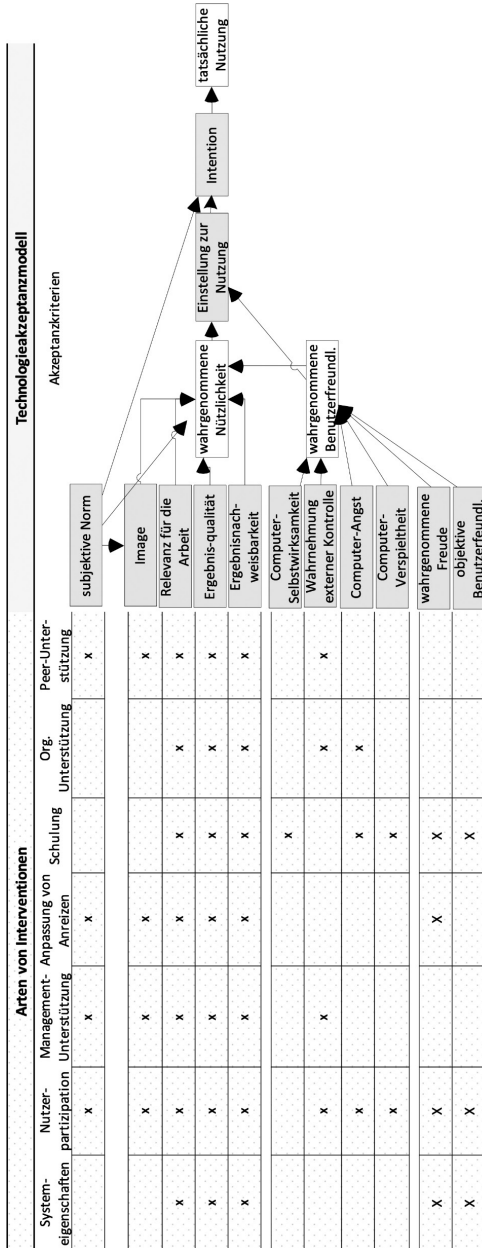 Arten von Interventionen
Technologieakzeptanzmodell
System-
eigenschaften
Nutzer-
partizipation
Management-
Unterstützung
Anpassung von
Anreizen
Schulung
Org.
Unterstützung
Peer-Unter-
stützung
Akzeptanzkriterien
x x x x
subjektive Norm
x x x x
Image
x x x x x x x
Relevanz für die
Arbeit
x x x x x x x
Ergebnis-qualität
x x x x x x x
Ergebnisnach-
weisbarkeit
x
Computer-
Selbstwirksamkeit
x x x x
Wahrnehmung
externer Kontrolle
x x x
Computer-Angst
x x
Computer-
Verspieltheit
X X X X
wahrgenommene
Freude
X X X
objektive
Benutzerfreundl.
wahrgenommene
Nützlichkeit
wahrgenommene
Benutzerfreundl.
Einstellung zur
Nutzung
Intention
tatsächliche
Nutzung